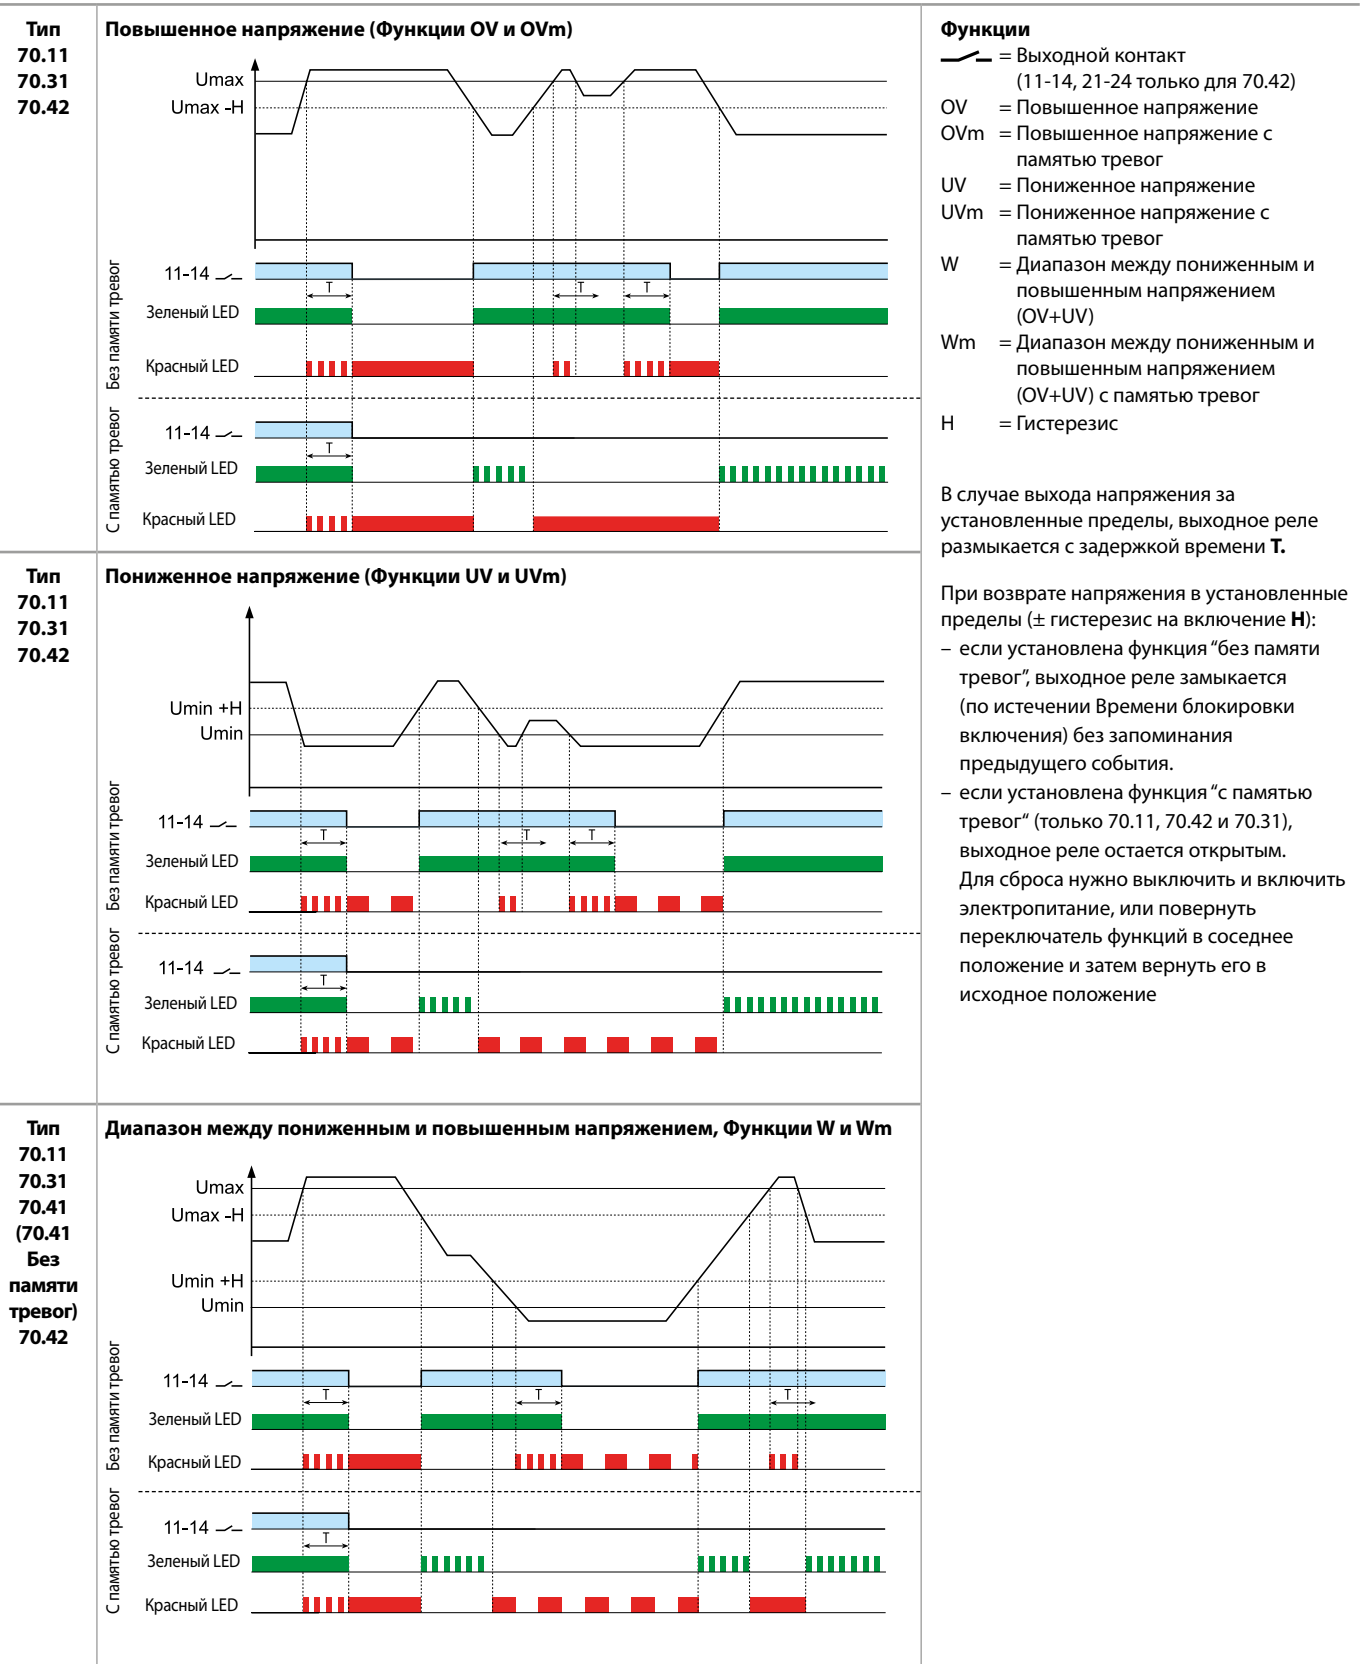 Тип
70.11
70.31
70.42
Повышенное напряжение (Функции OV и OVm)
Umax
Umax -H
Без памяти тревог
11-14
T
T
T
Зеленый LED
Красный LED
С памятью тревог
11-14
T
Зеленый LED
Красный LED
Тип
70.11
70.31
70.42
Пониженное напряжение (Функции UV и UVm)
Umin +H
Umin
Без памяти тревог
11-14
T
T
T
Зеленый LED
Красный LED
С памятью тревог
11-14
T
Зеленый LED
Красный LED
Тип
70.11
70.31
70.41
(70.41
Без
памяти
тревог)
70.42
Диапазон между пониженным и повышенным напряжением, Функции W и Wm
Umax
Umax -H
Umin +H
Umin
Без памяти тревог
11-14
T
T
T
Зеленый LED
Красный LED
С памятью тревог
11-14
T
Зеленый LED
Красный LED
Функции
= Выходной контакт
(11-14, 21-24 только для 70.42)
OV = Повышенное напряжение
OVm = Повышенное напряжение с
памятью тревог
UV = Пониженное напряжение
UVm = Пониженное напряжение с
памятью тревог
W = Диапазон между пониженным и
повышенным напряжением
(OV+UV)
Wm = Диапазон между пониженным и
повышенным напряжением
(OV+UV) с памятью тревог
H = Гистерезис
В случае выхода напряжения за
установленные пределы, выходное реле
размыкается с задержкой времени T.
При возврате напряжения в установленные
пределы (± гистерезис на включение H):
– если установлена функция “без памяти
тревог”, выходное реле замыкается
(по истечении Времени блокировки
включения) без запоминания
предыдущего события.
– если установлена функция “с памятью
тревог“ (только 70.11, 70.42 и 70.31),
выходное реле остается открытым.
Для сброса нужно выключить и включить
электропитание, или повернуть
переключатель функций в соседнее
положение и затем вернуть его в
исходное положение